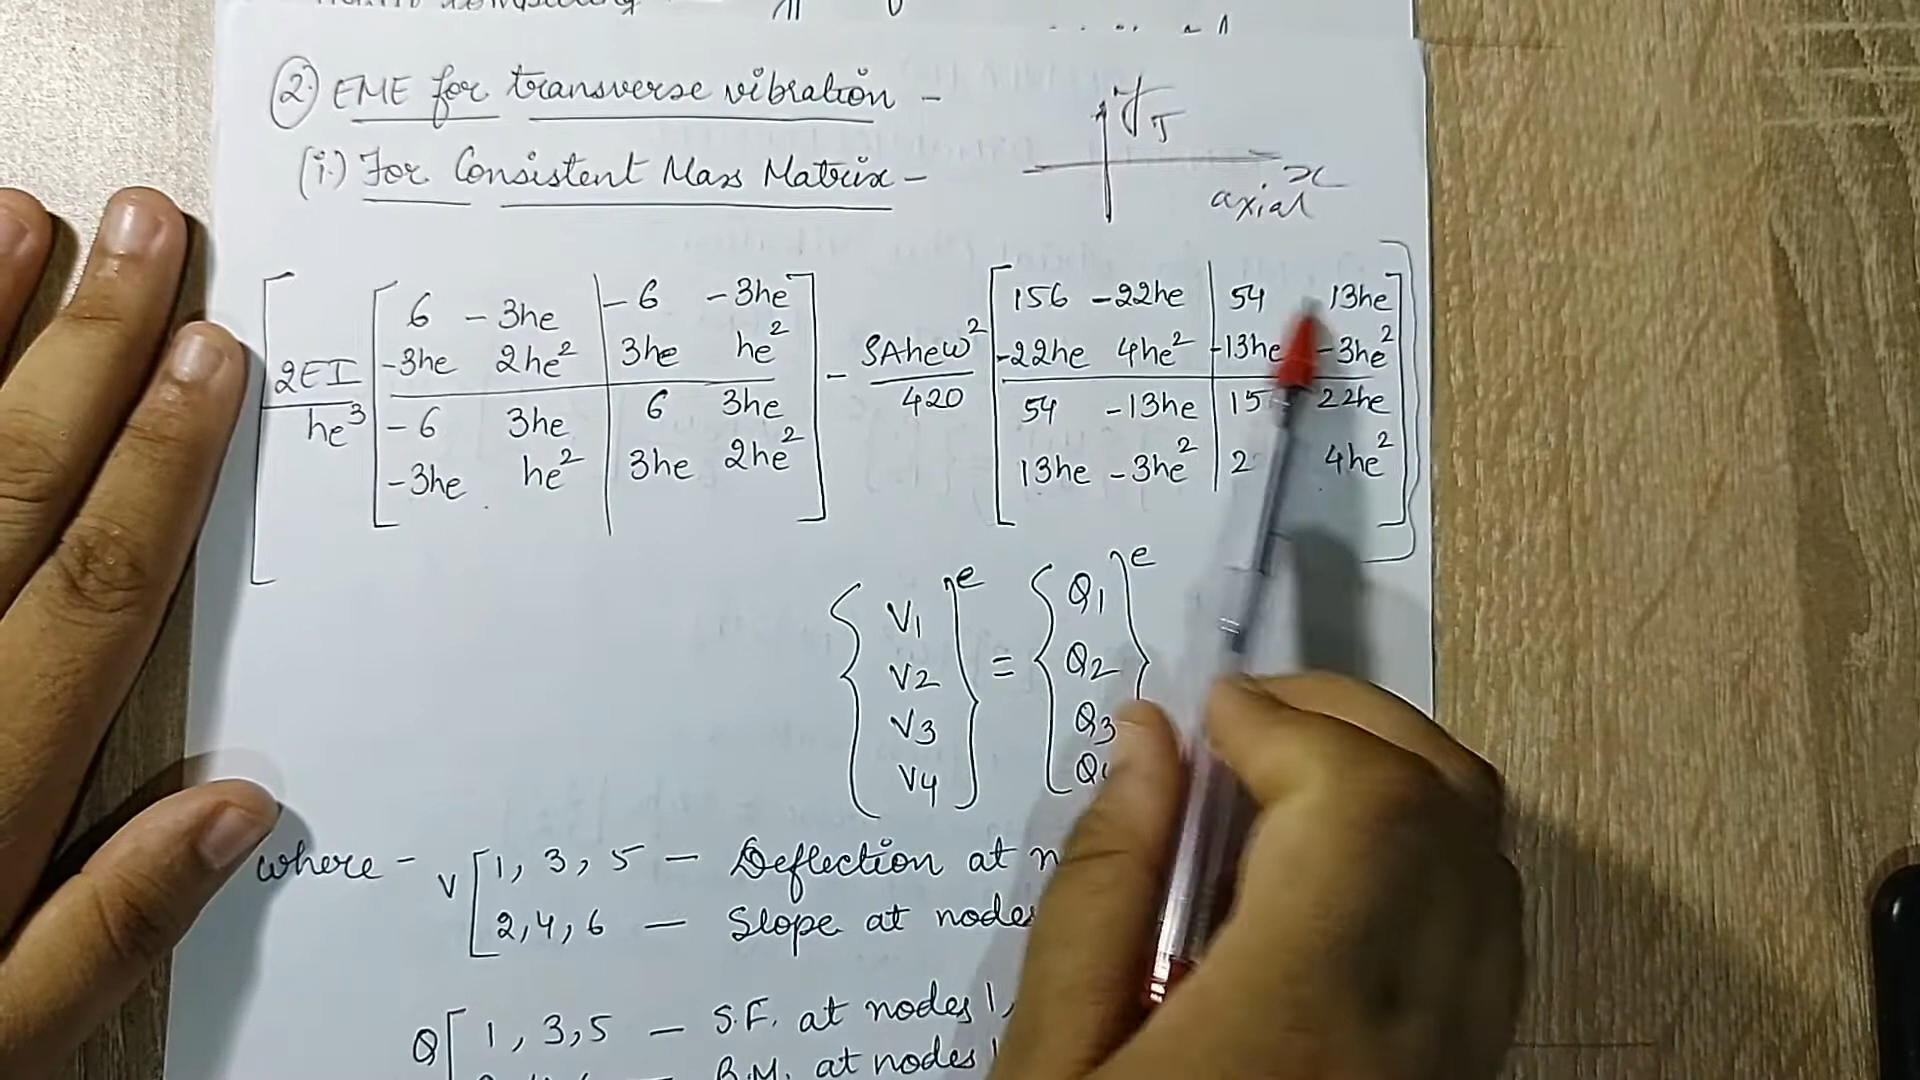 ② EME for transverse vibration -
(i.) For Consistent Mass Matrix -
y T
x
axial
2EI/he³ [ 6 -3he -6 -3he
-3he 2he² 3he he²
-6 3he 6 3he
-3he he² 3he 2he² ]
- ρAheω²/420 [ 156 -22he 54 13he
-22he 4he² -13he -3he²
54 -13he 15 22he
13he -3he² 2 4he² ]
{ V1 V2 V3 V4 }e = { Q1 Q2 Q3 Q }e
where - V [ 1, 3, 5 — Deflection at
2, 4, 6 — Slope at nodes
Q [ 1, 3, 5 — S.F. at nodes 1,
B.M. at nodes